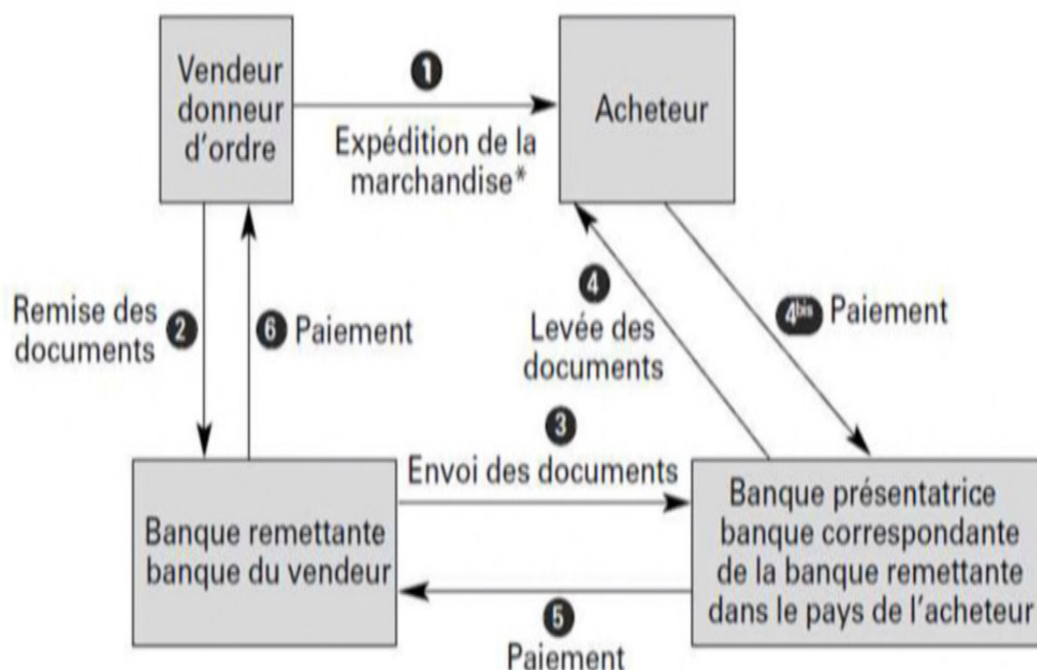 Vendeur
donneur
d'ordre
1
Expédition de la
marchandise*
Acheteur
Remise des
documents
2
6 Paiement
4
Levée des
documents
4bis Paiement
3
Envoi des documents
Banque remettante
banque du vendeur
Banque présentatrice
banque correspondante
de la banque remettante
dans le pays de l'acheteur
5
Paiement